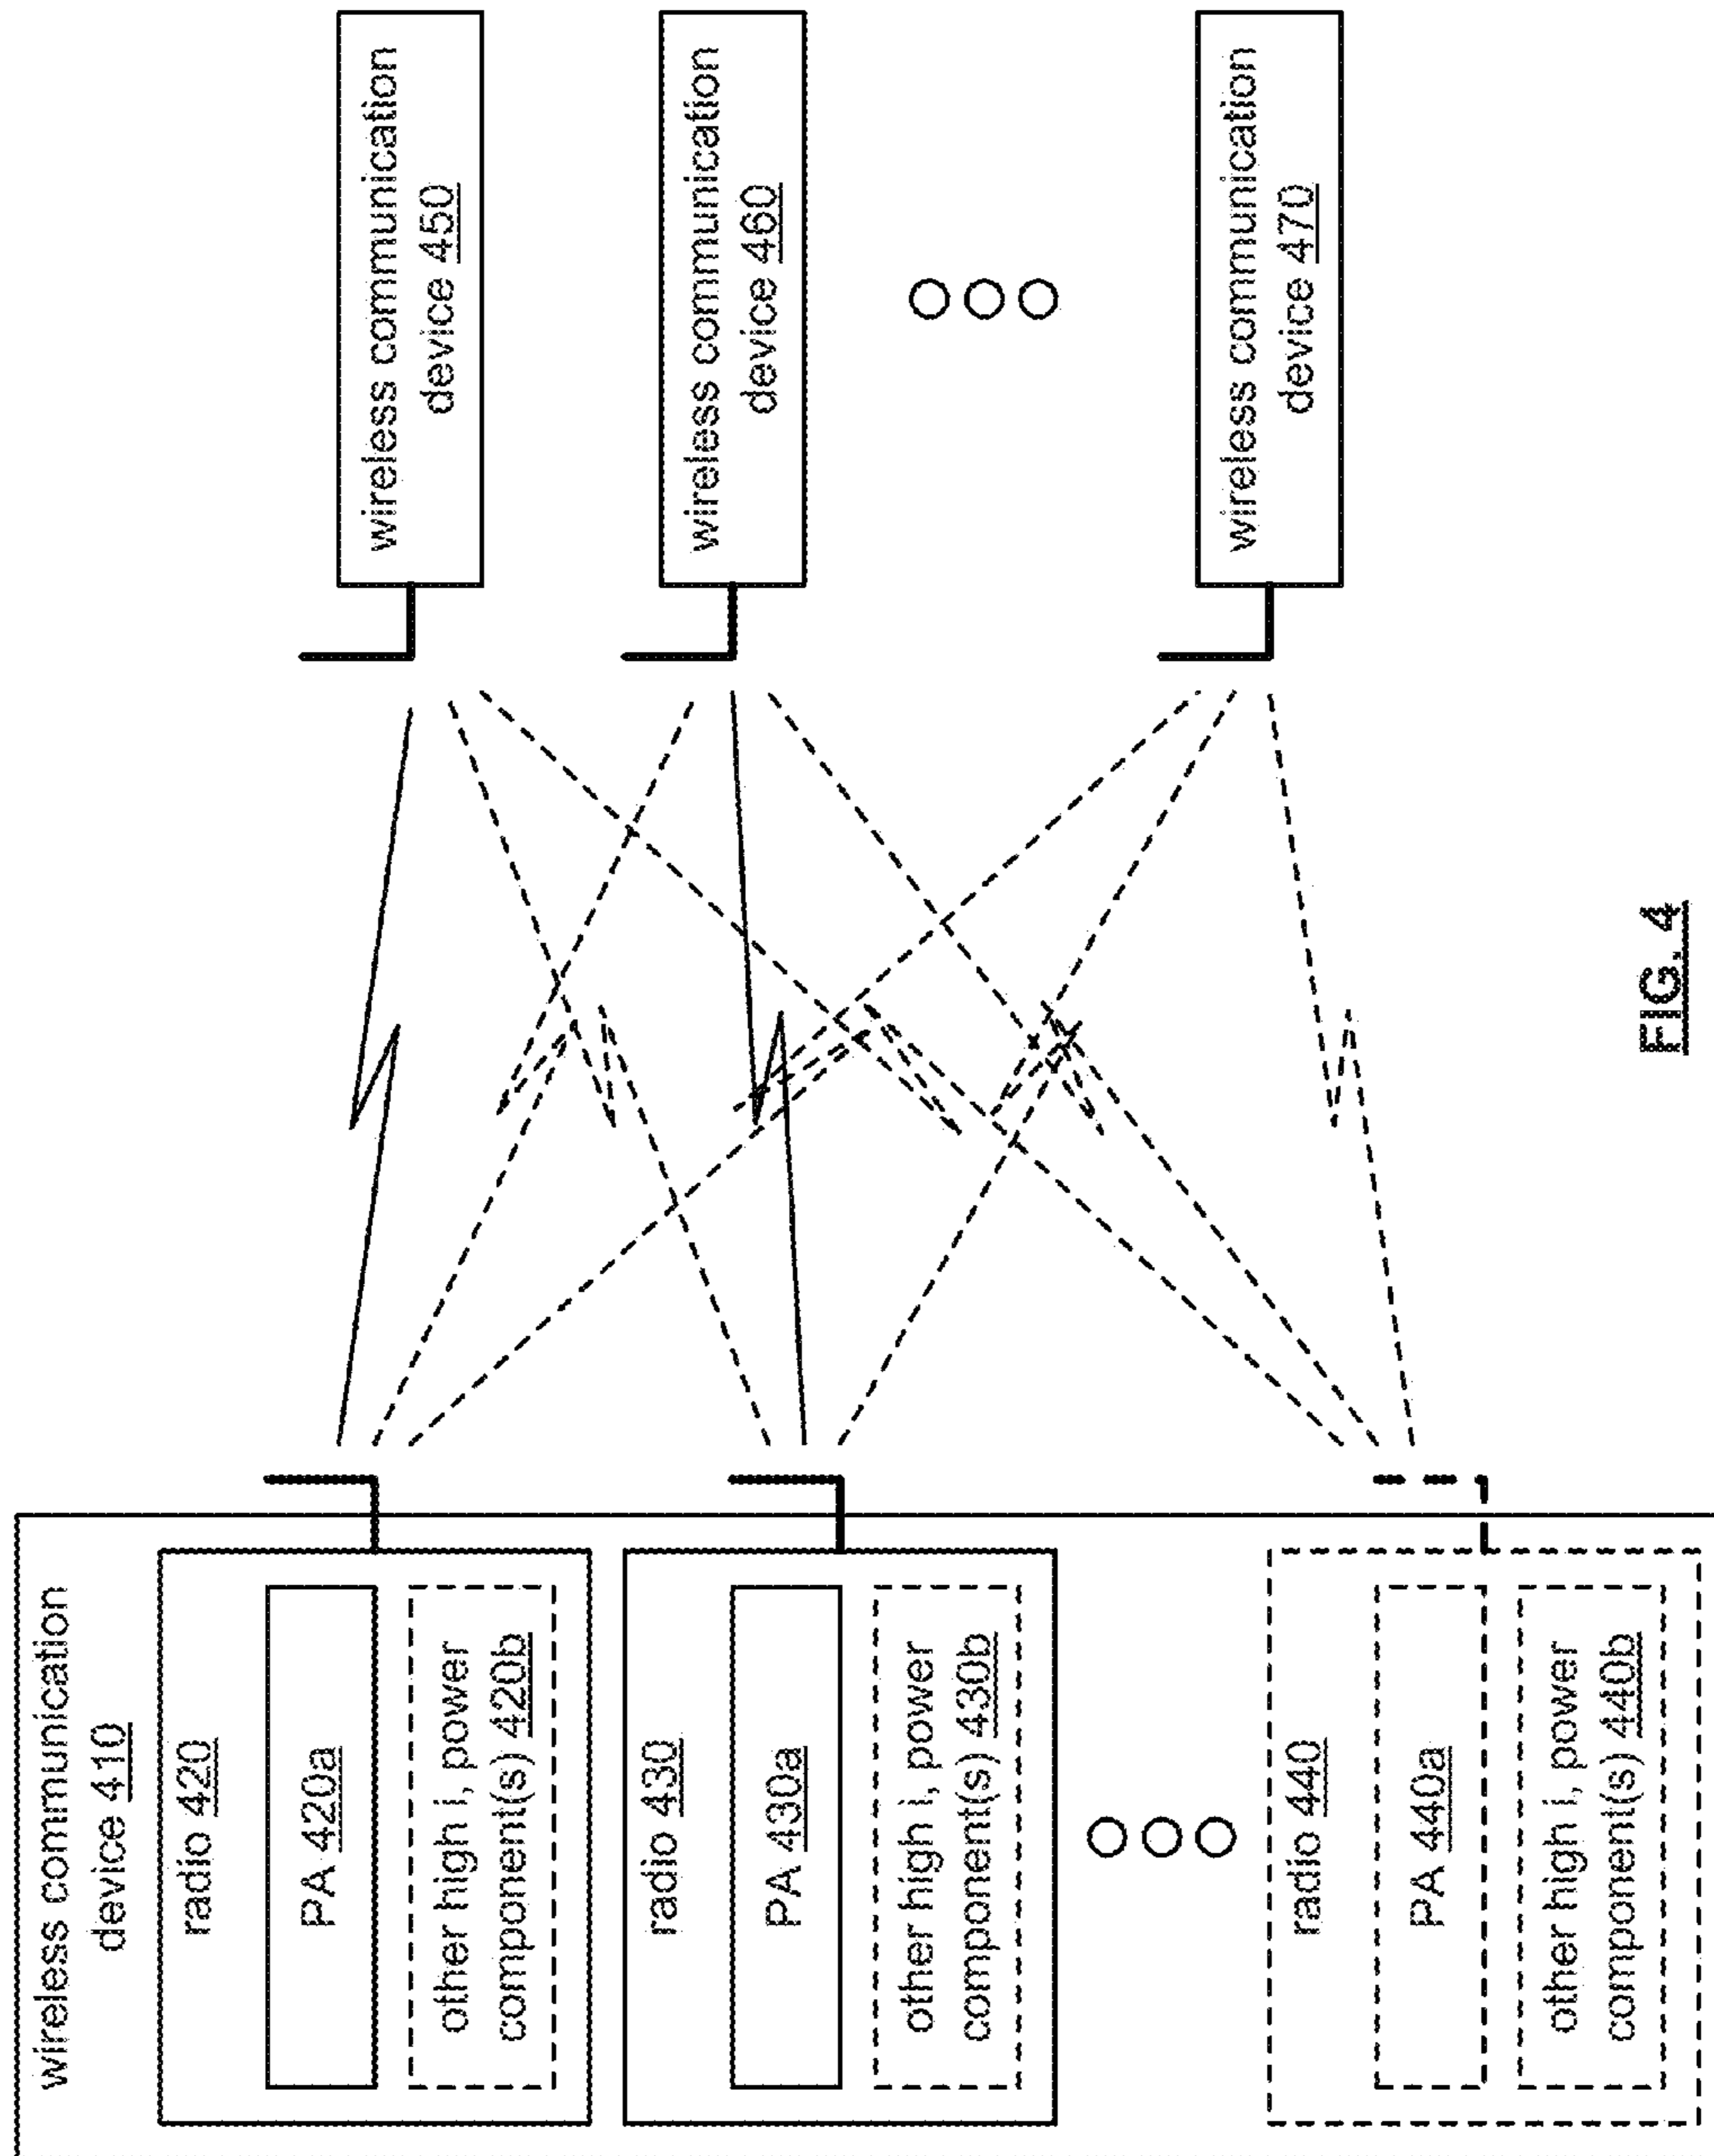 wireless communication
device 410
radio 420
PA 420a
other high i, power
component(s) 420b
radio 430
PA 430a
other high i, power
component(s) 430b
radio 440
PA 440a
other high i, power
component(s) 440b
wireless communication
device 450
wireless communication
device 460
wireless communication
device 470
FIG. 4